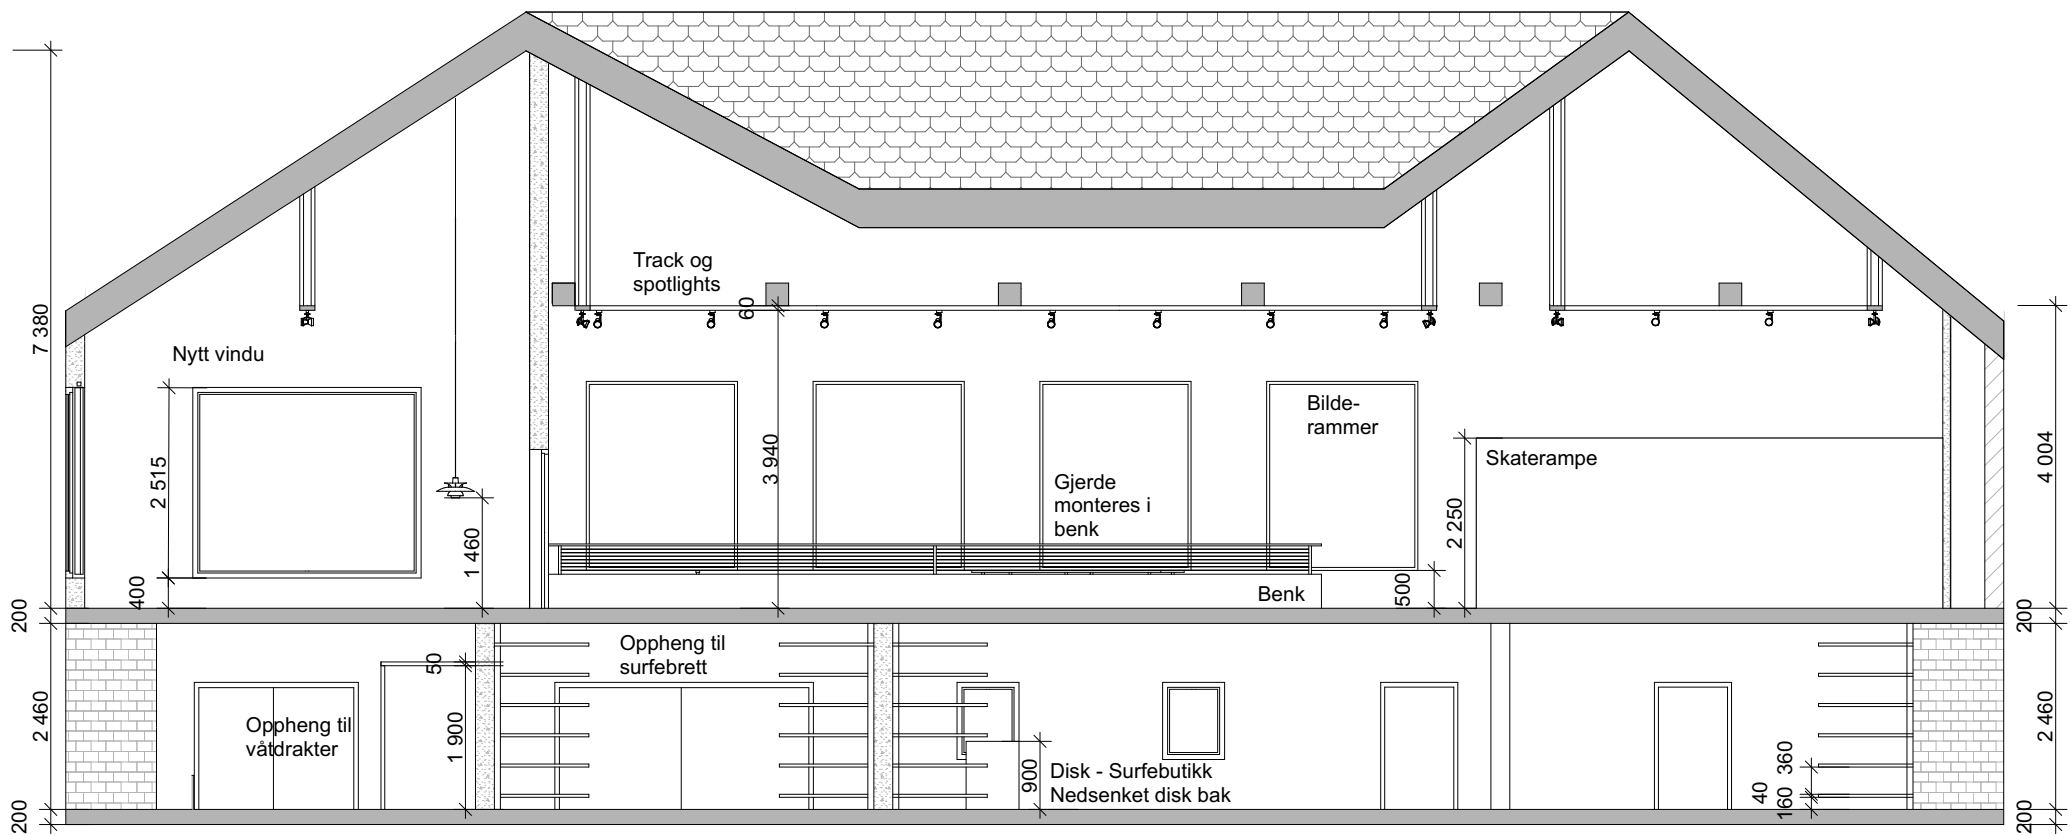 Track og
spotlights
60
7 380
Nytt vindu
2 515
400
1 460
3 940
Bilde-
rammer
Gjerde
monteres i
benk
Skaterampe
2 250
4 004
Benk
500
200
200
Oppheng til
surfebrett
50
2 460
Oppheng til
våtdrakter
1 900
900
Disk - Surfebutikk
Nedsenket disk bak
360
40
160
2 460
200
200